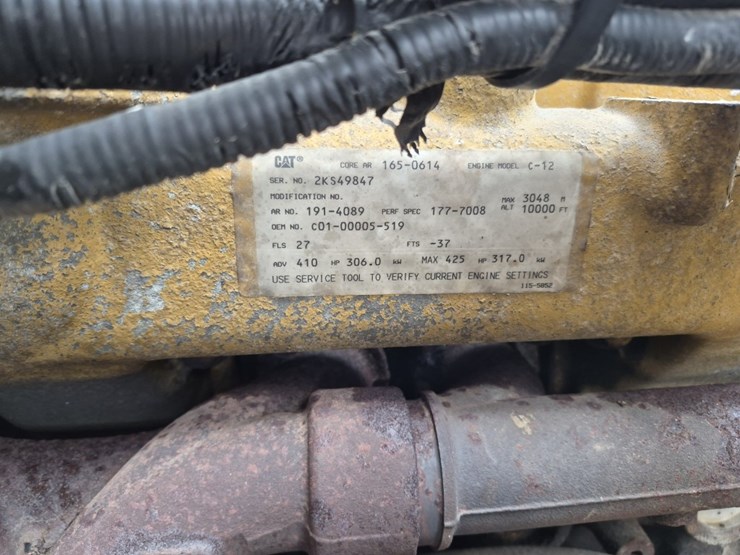 CAT® CORE AR 165-0614 ENGINE MODEL C-12
SER. NO. 2KS49847
MODIFICATION NO. MAX 3048 M
AR NO. 191-4089 PERF SPEC 177-7008 ALT 10000 FT
OEM NO. C01-00005-519
FLS 27 FTS -37
ADV 410 HP 306.0 KW MAX 425 HP 317.0 KW
USE SERVICE TOOL TO VERIFY CURRENT ENGINE SETTINGS
115-5852